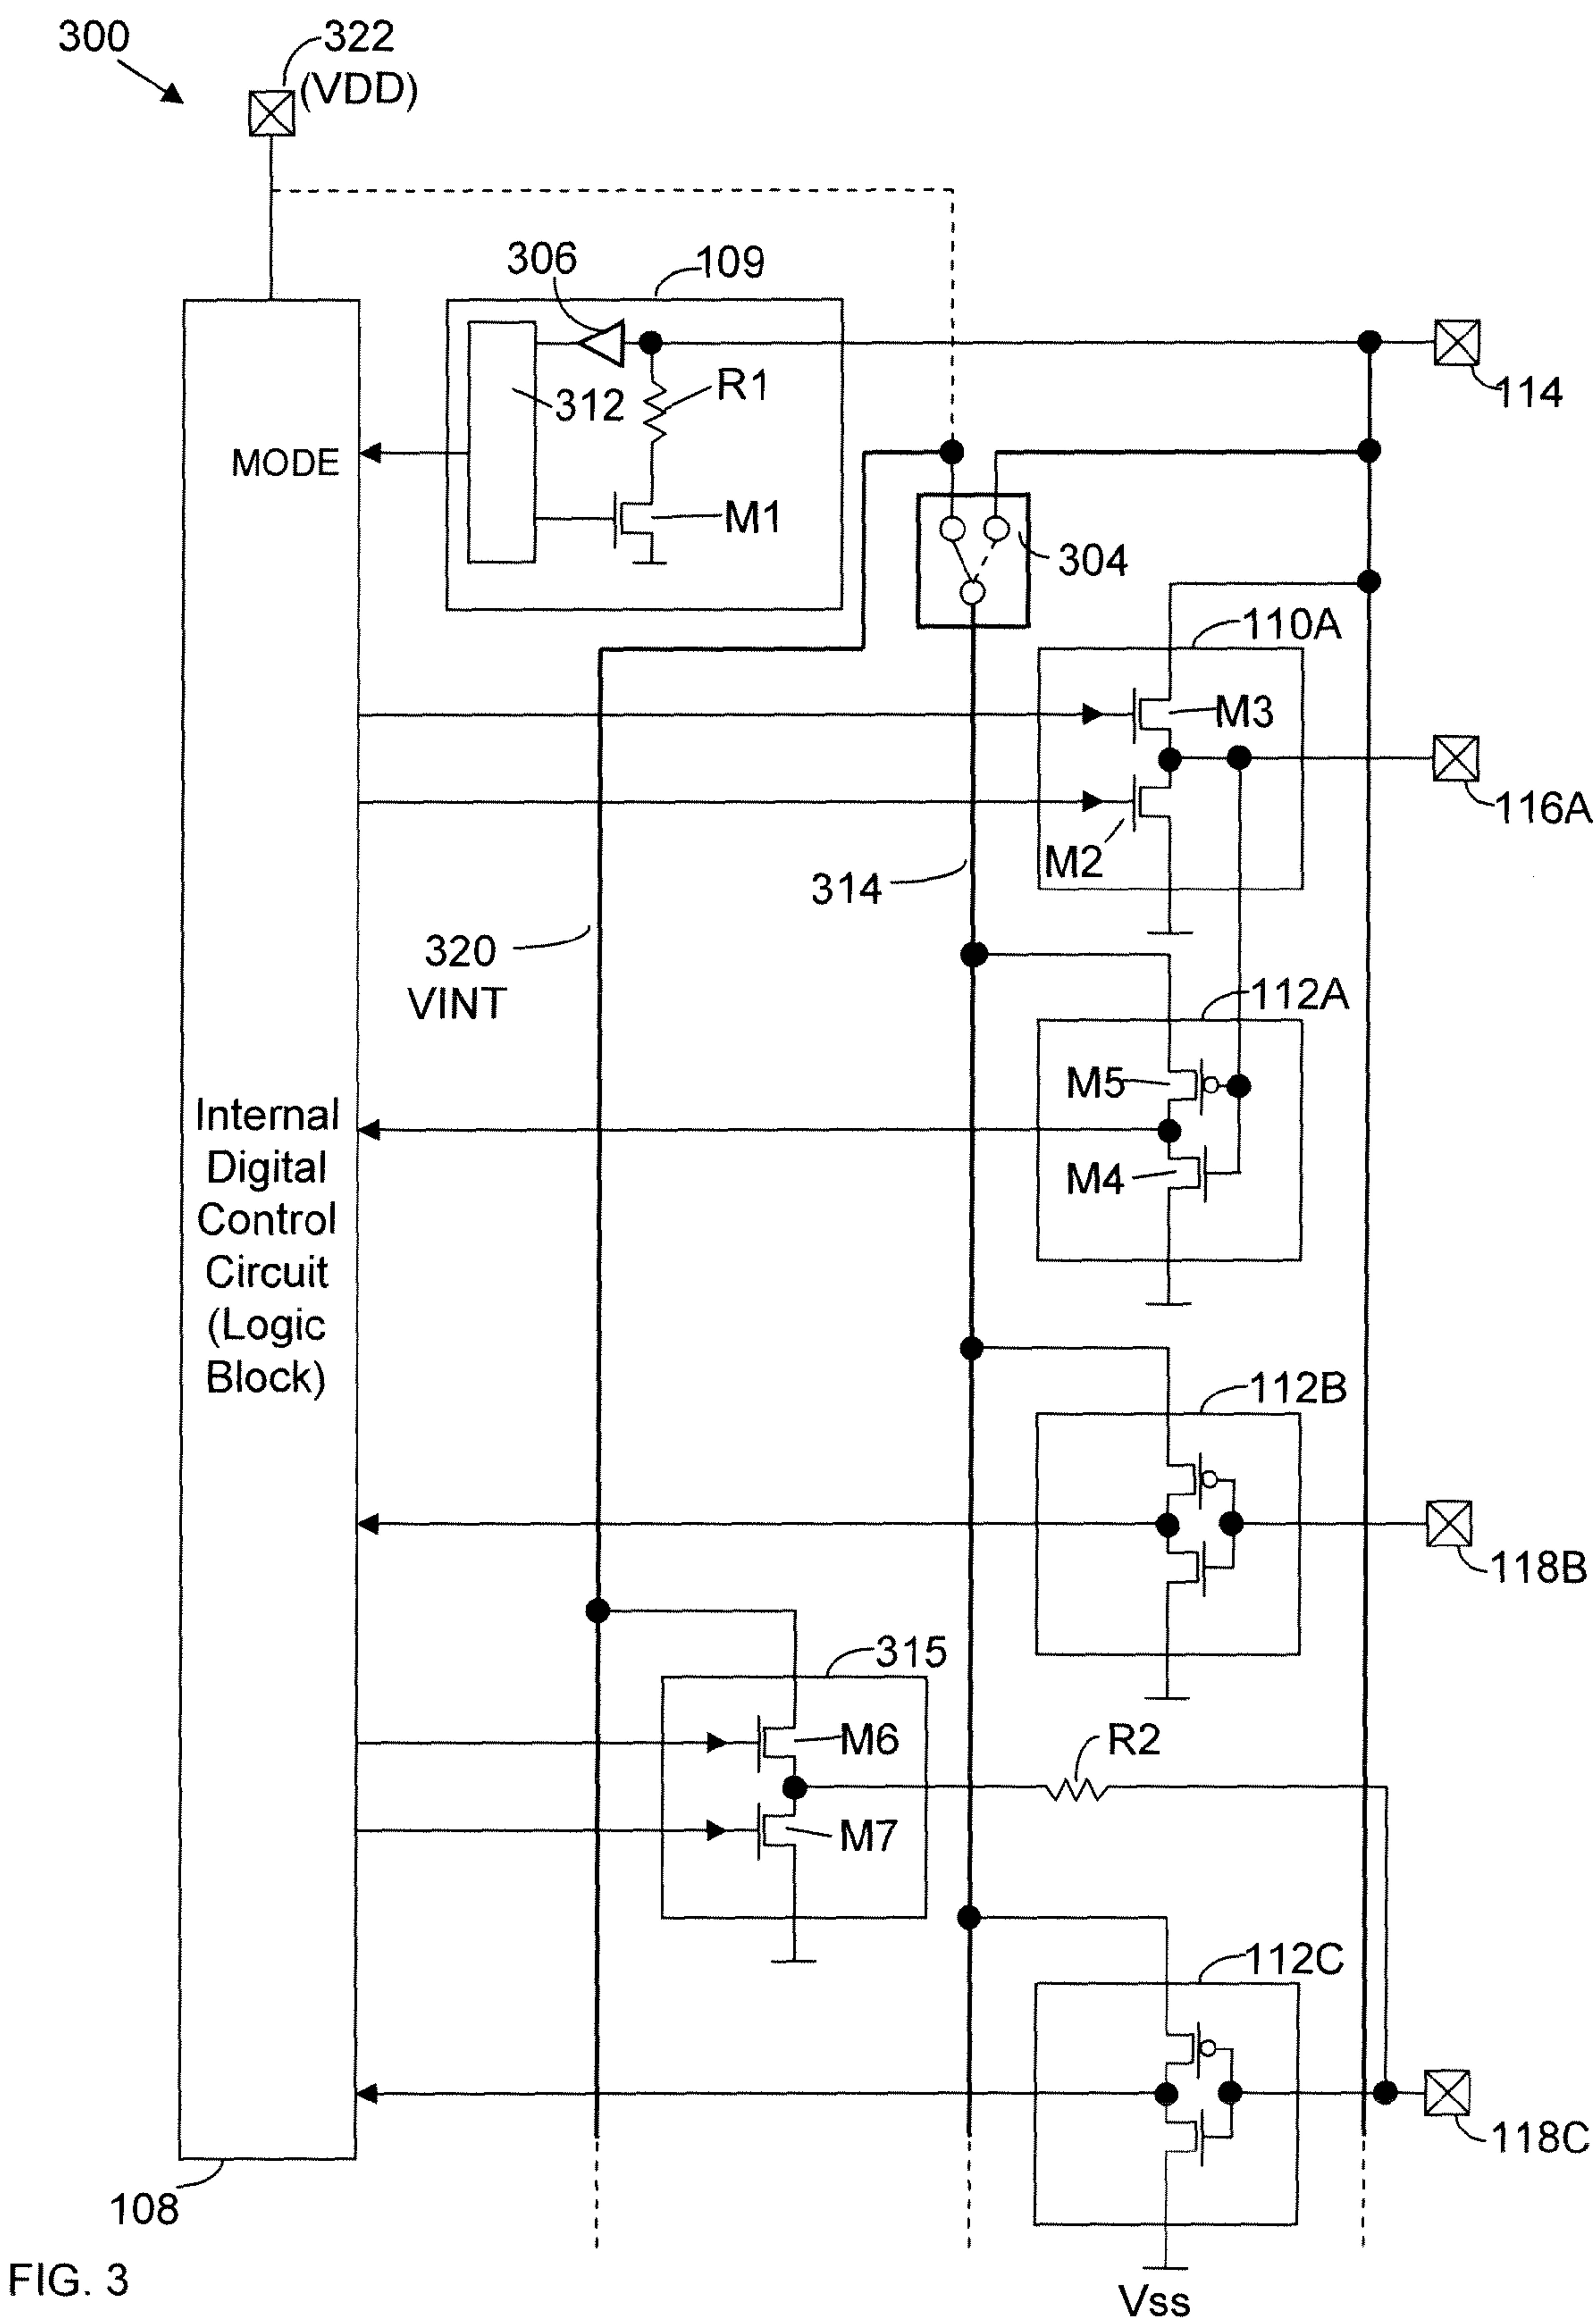 300
322
(VDD)
306
109
R1
312
114
MODE
M1
304
110A
M3
116A
M2
314
320
VINT
112A
M5
M4
Internal
Digital
Control
Circuit
(Logic
Block)
112B
118B
315
R2
M6
M7
112C
118C
108
FIG. 3
Vss